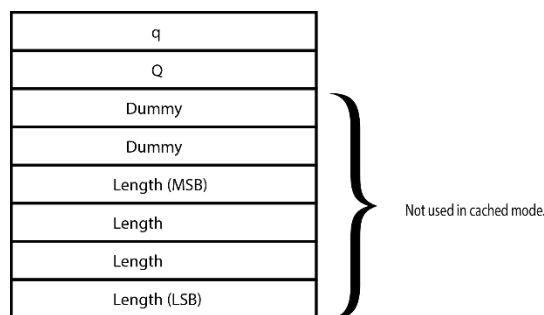 q
Q
Dummy
Dummy
Length (MSB)
Length
Length
Length (LSB)
Not used in cached mode.